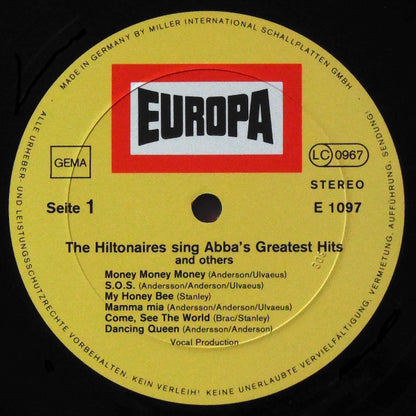 MADE IN GERMANY BY MILLER INTERNATIONAL SCHALLPLATTEN GMBH
EUROPA
GEMA
LC 0967
STEREO
Seite 1
E 1097
The Hiltonaires sing Abba's Greatest Hits
and others
Money Money Money (Anderson/Ulvaeus)
S.O.S. (Andersson/Andersson/Ulvaeus)
My Honey Bee (Stanley)
Mamma mia (Andersson/Andersson/Ulvaeus)
Come, See The World (Brac/Stanley)
Dancing Queen (Andersson/Anderson)
Vocal Production
ALLE URHEBER- UND LEISTUNGSSCHUTZRECHTE VORBEHALTEN. KEIN VERLEIH! KEINE UNERLAUBTE VERVIELFÄLTIGUNG, VERMIETUNG, AUFFÜHRUNG, SENDUNG!